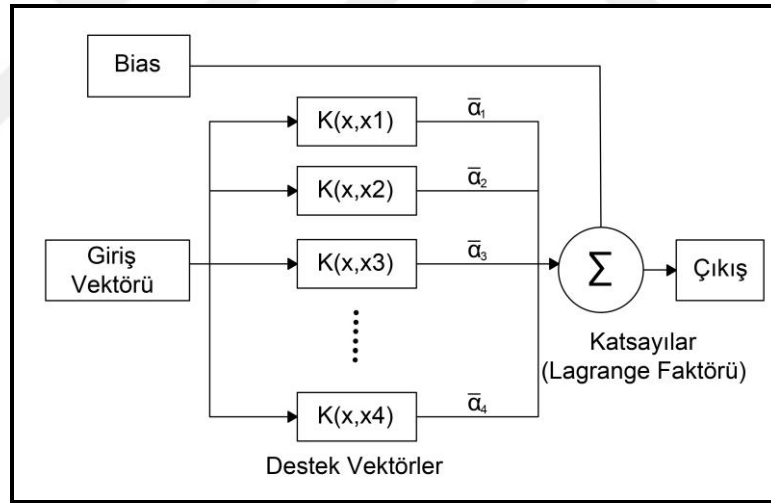 Bias
K(x,x1)
ᾱ₁
K(x,x2)
ᾱ₂
Giriş
Vektörü
K(x,x3)
ᾱ₃
Σ
Çıkış
Katsayılar
(Lagrange Faktörü)
K(x,x4)
ᾱ₄
Destek Vektörler